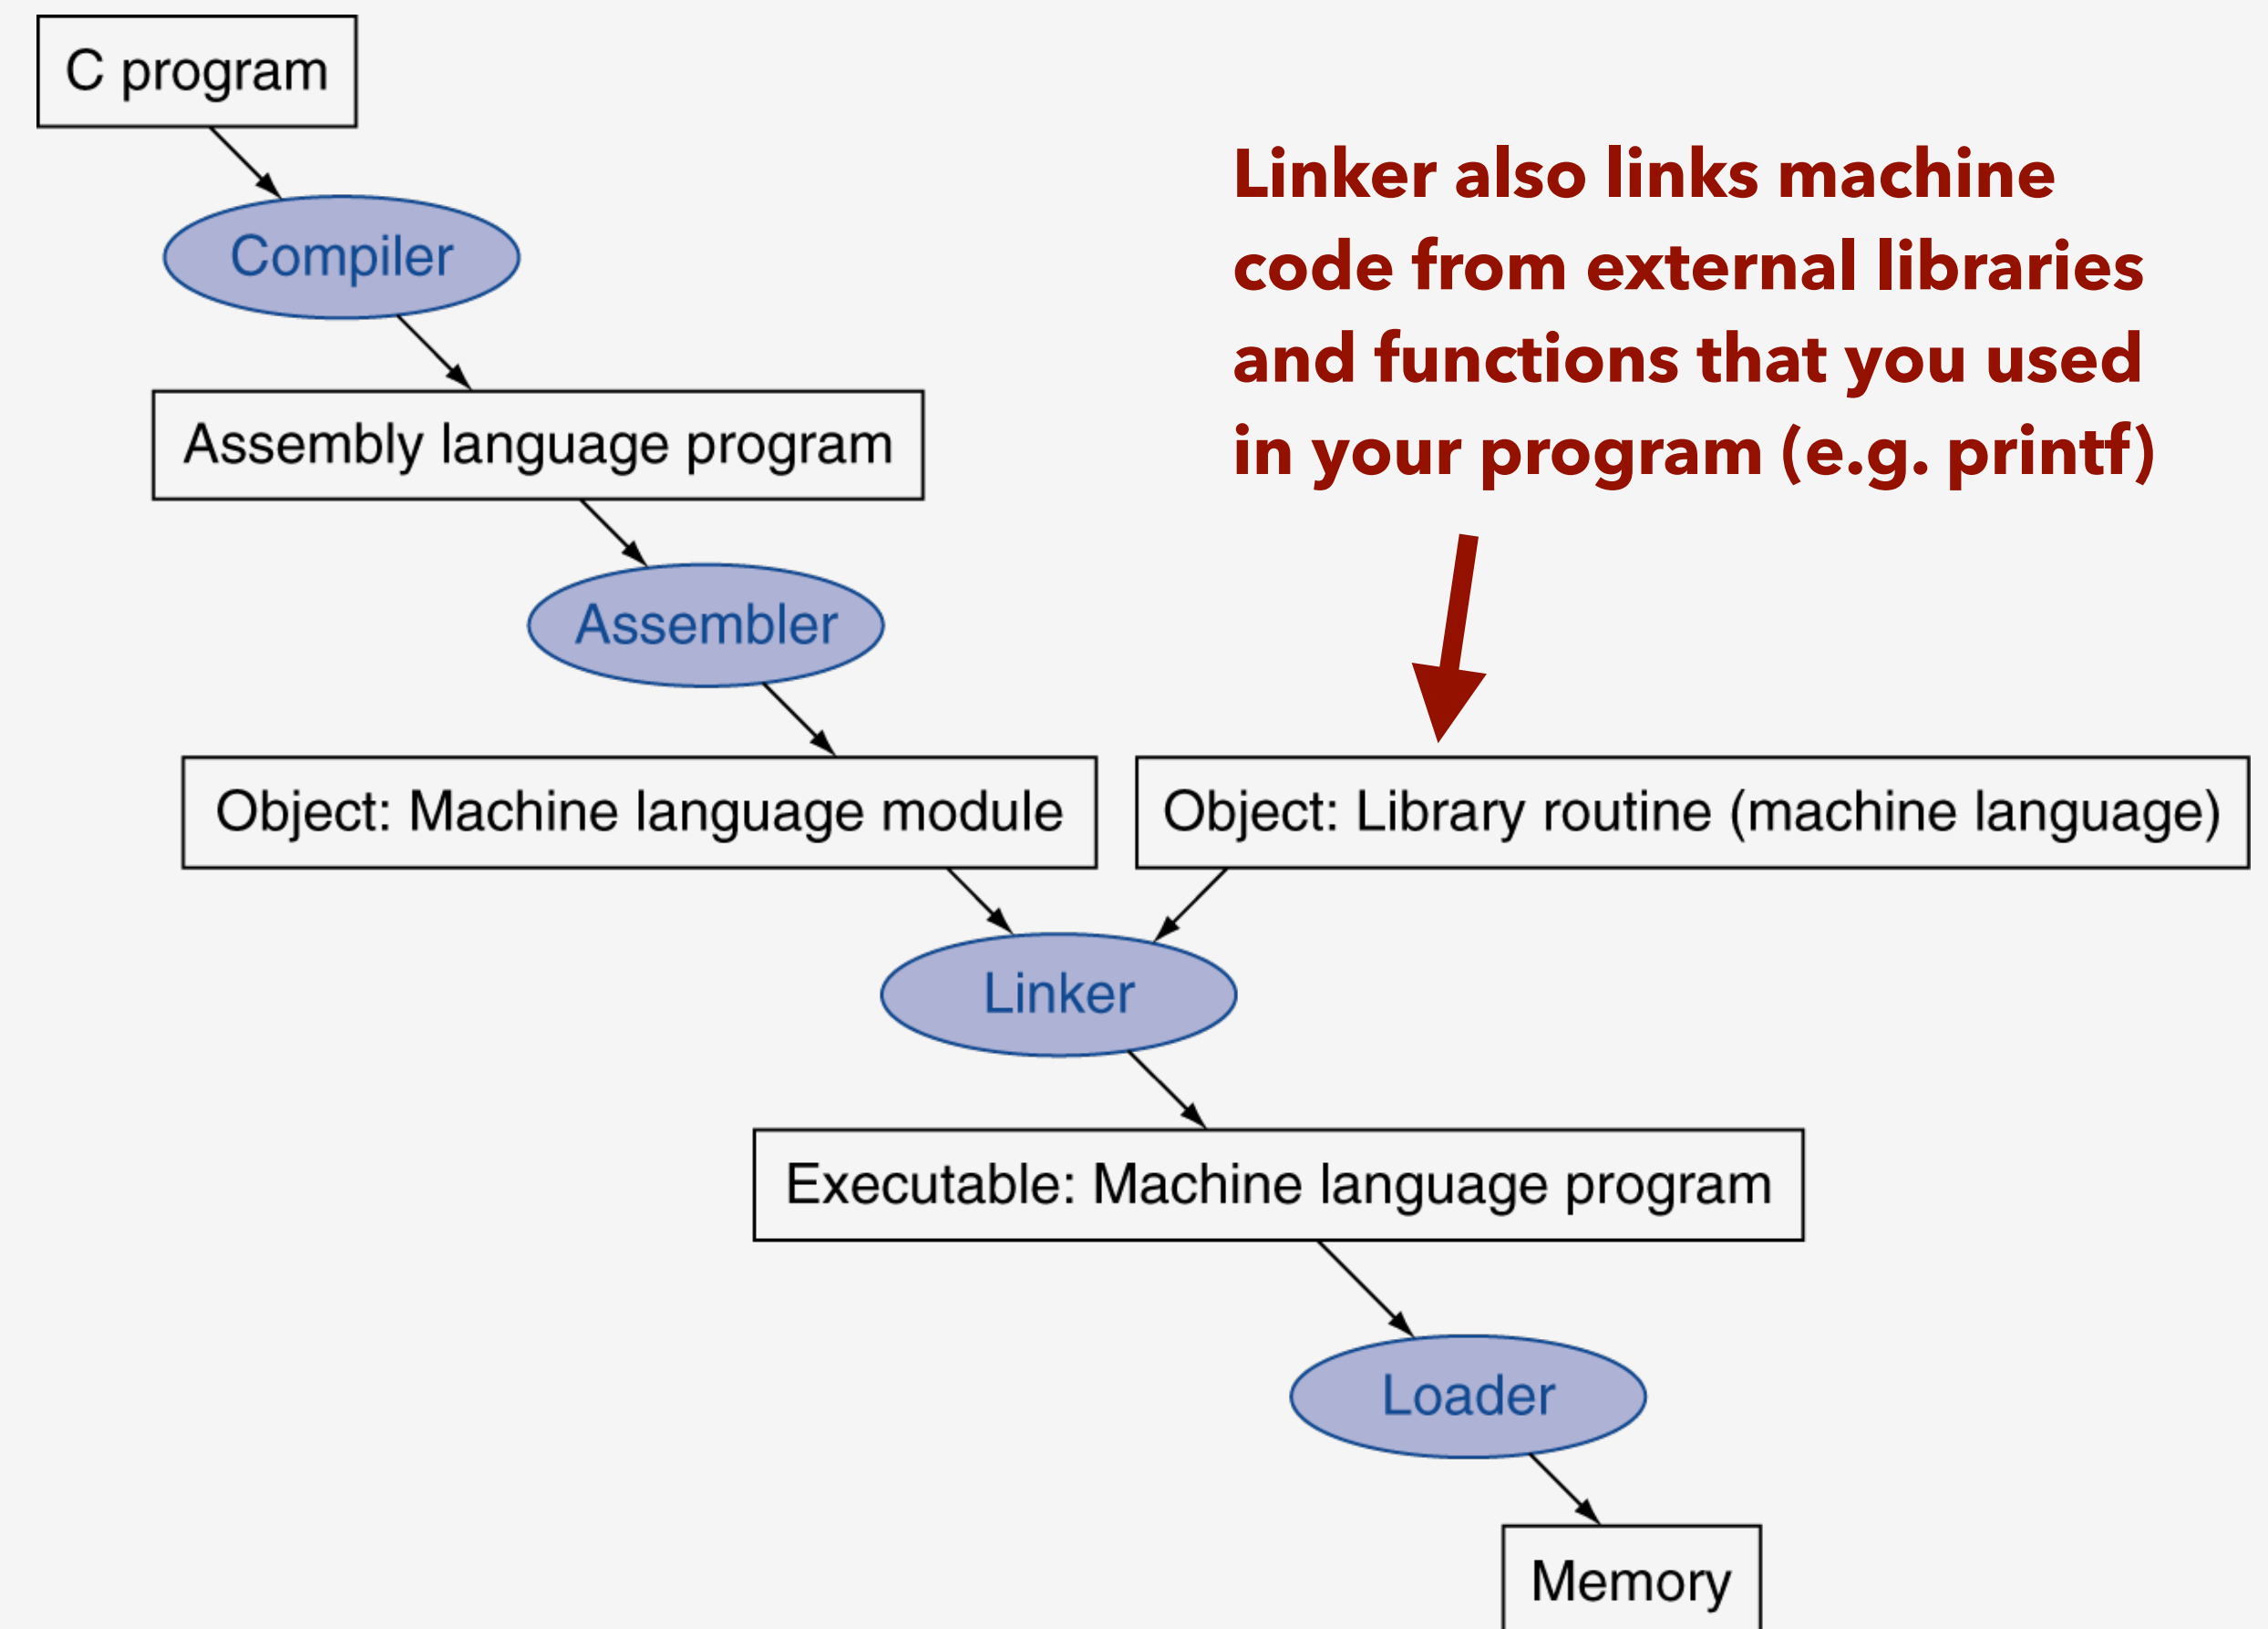 C program
Linker also links machine
code from external libraries
and functions that you used
in your program (e.g. printf)
Compiler
Assembly language program
Assembler
Object: Machine language module
Object: Library routine (machine language)
Linker
Executable: Machine language program
Loader
Memory